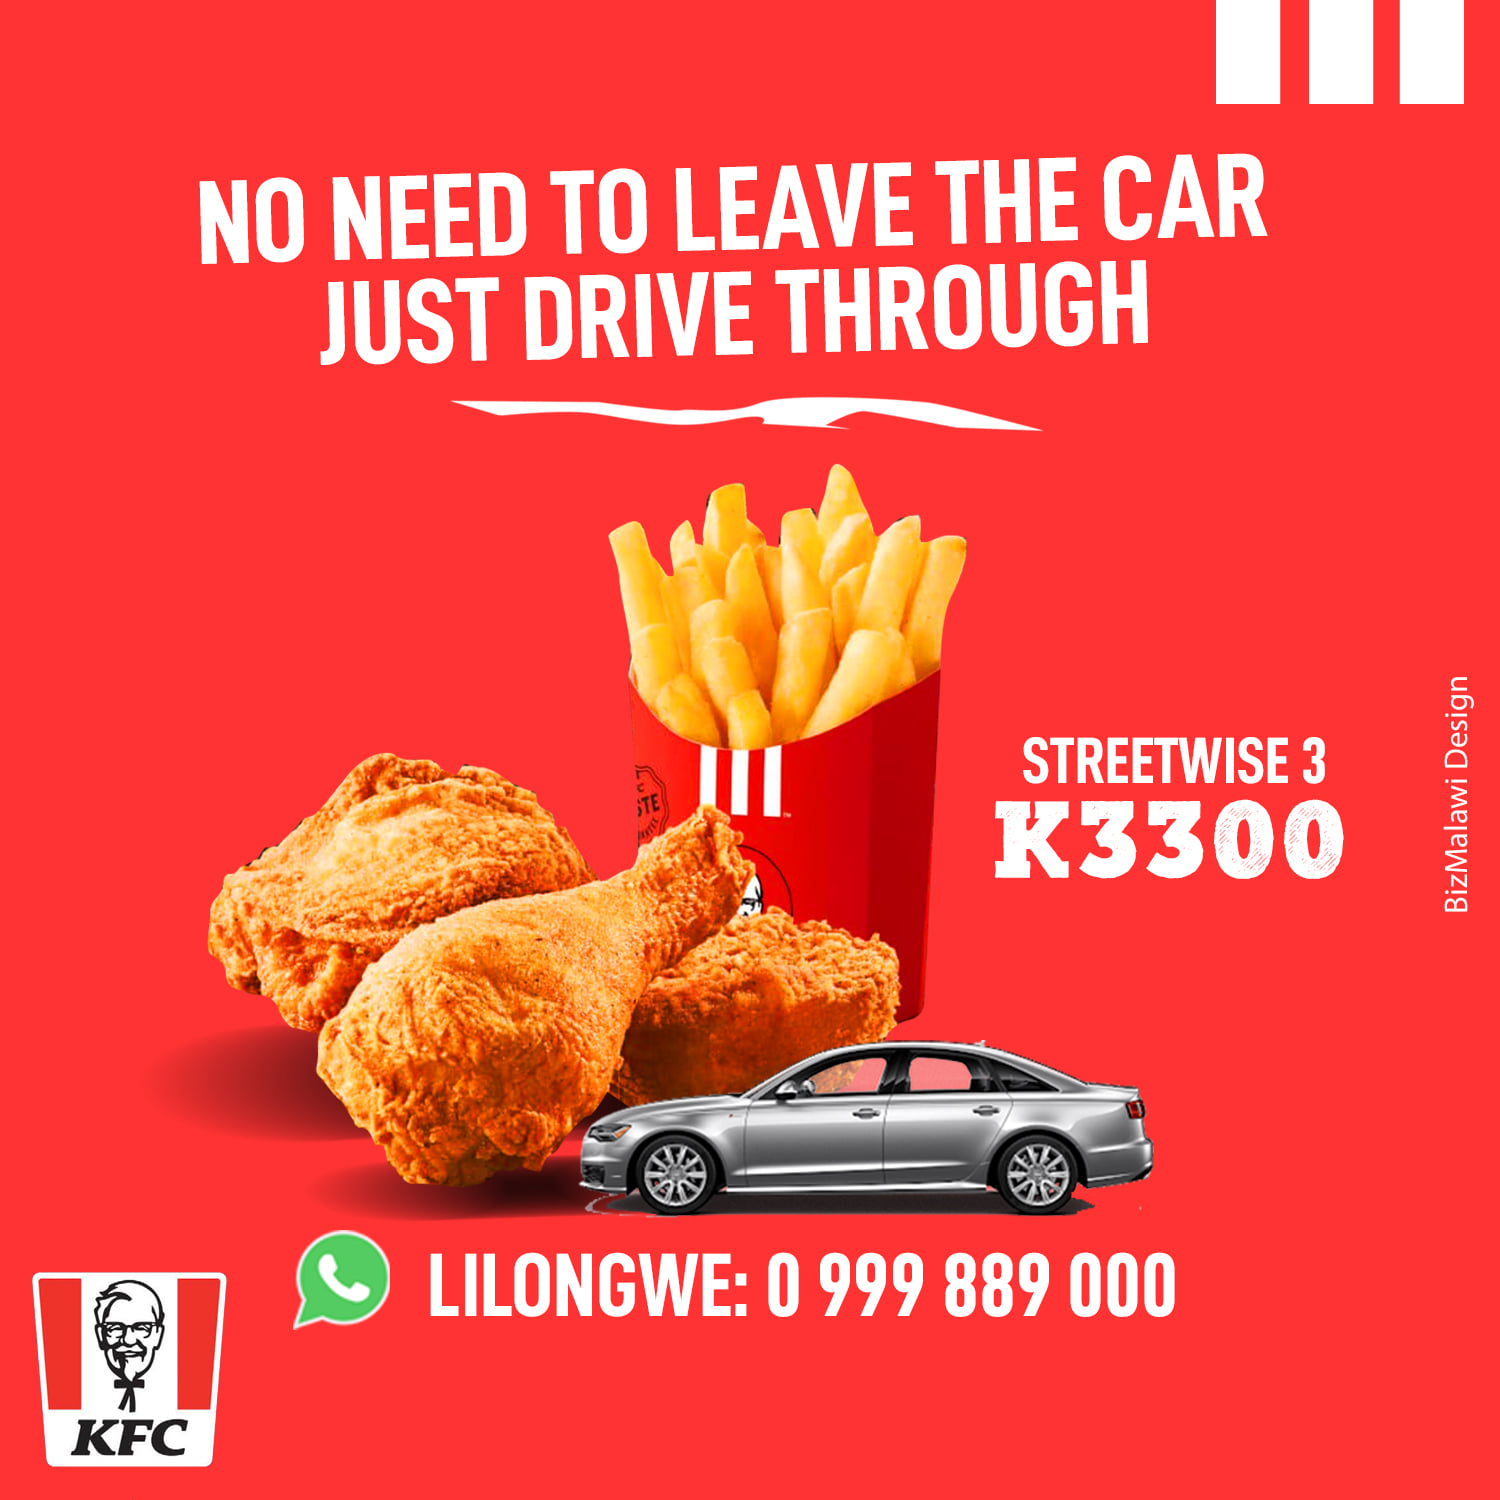 NO NEED TO LEAVE THE CAR
JUST DRIVE THROUGH
STREETWISE 3
K3300
BizMalawi Design
LILONGWE: 0 999 889 000
KFC